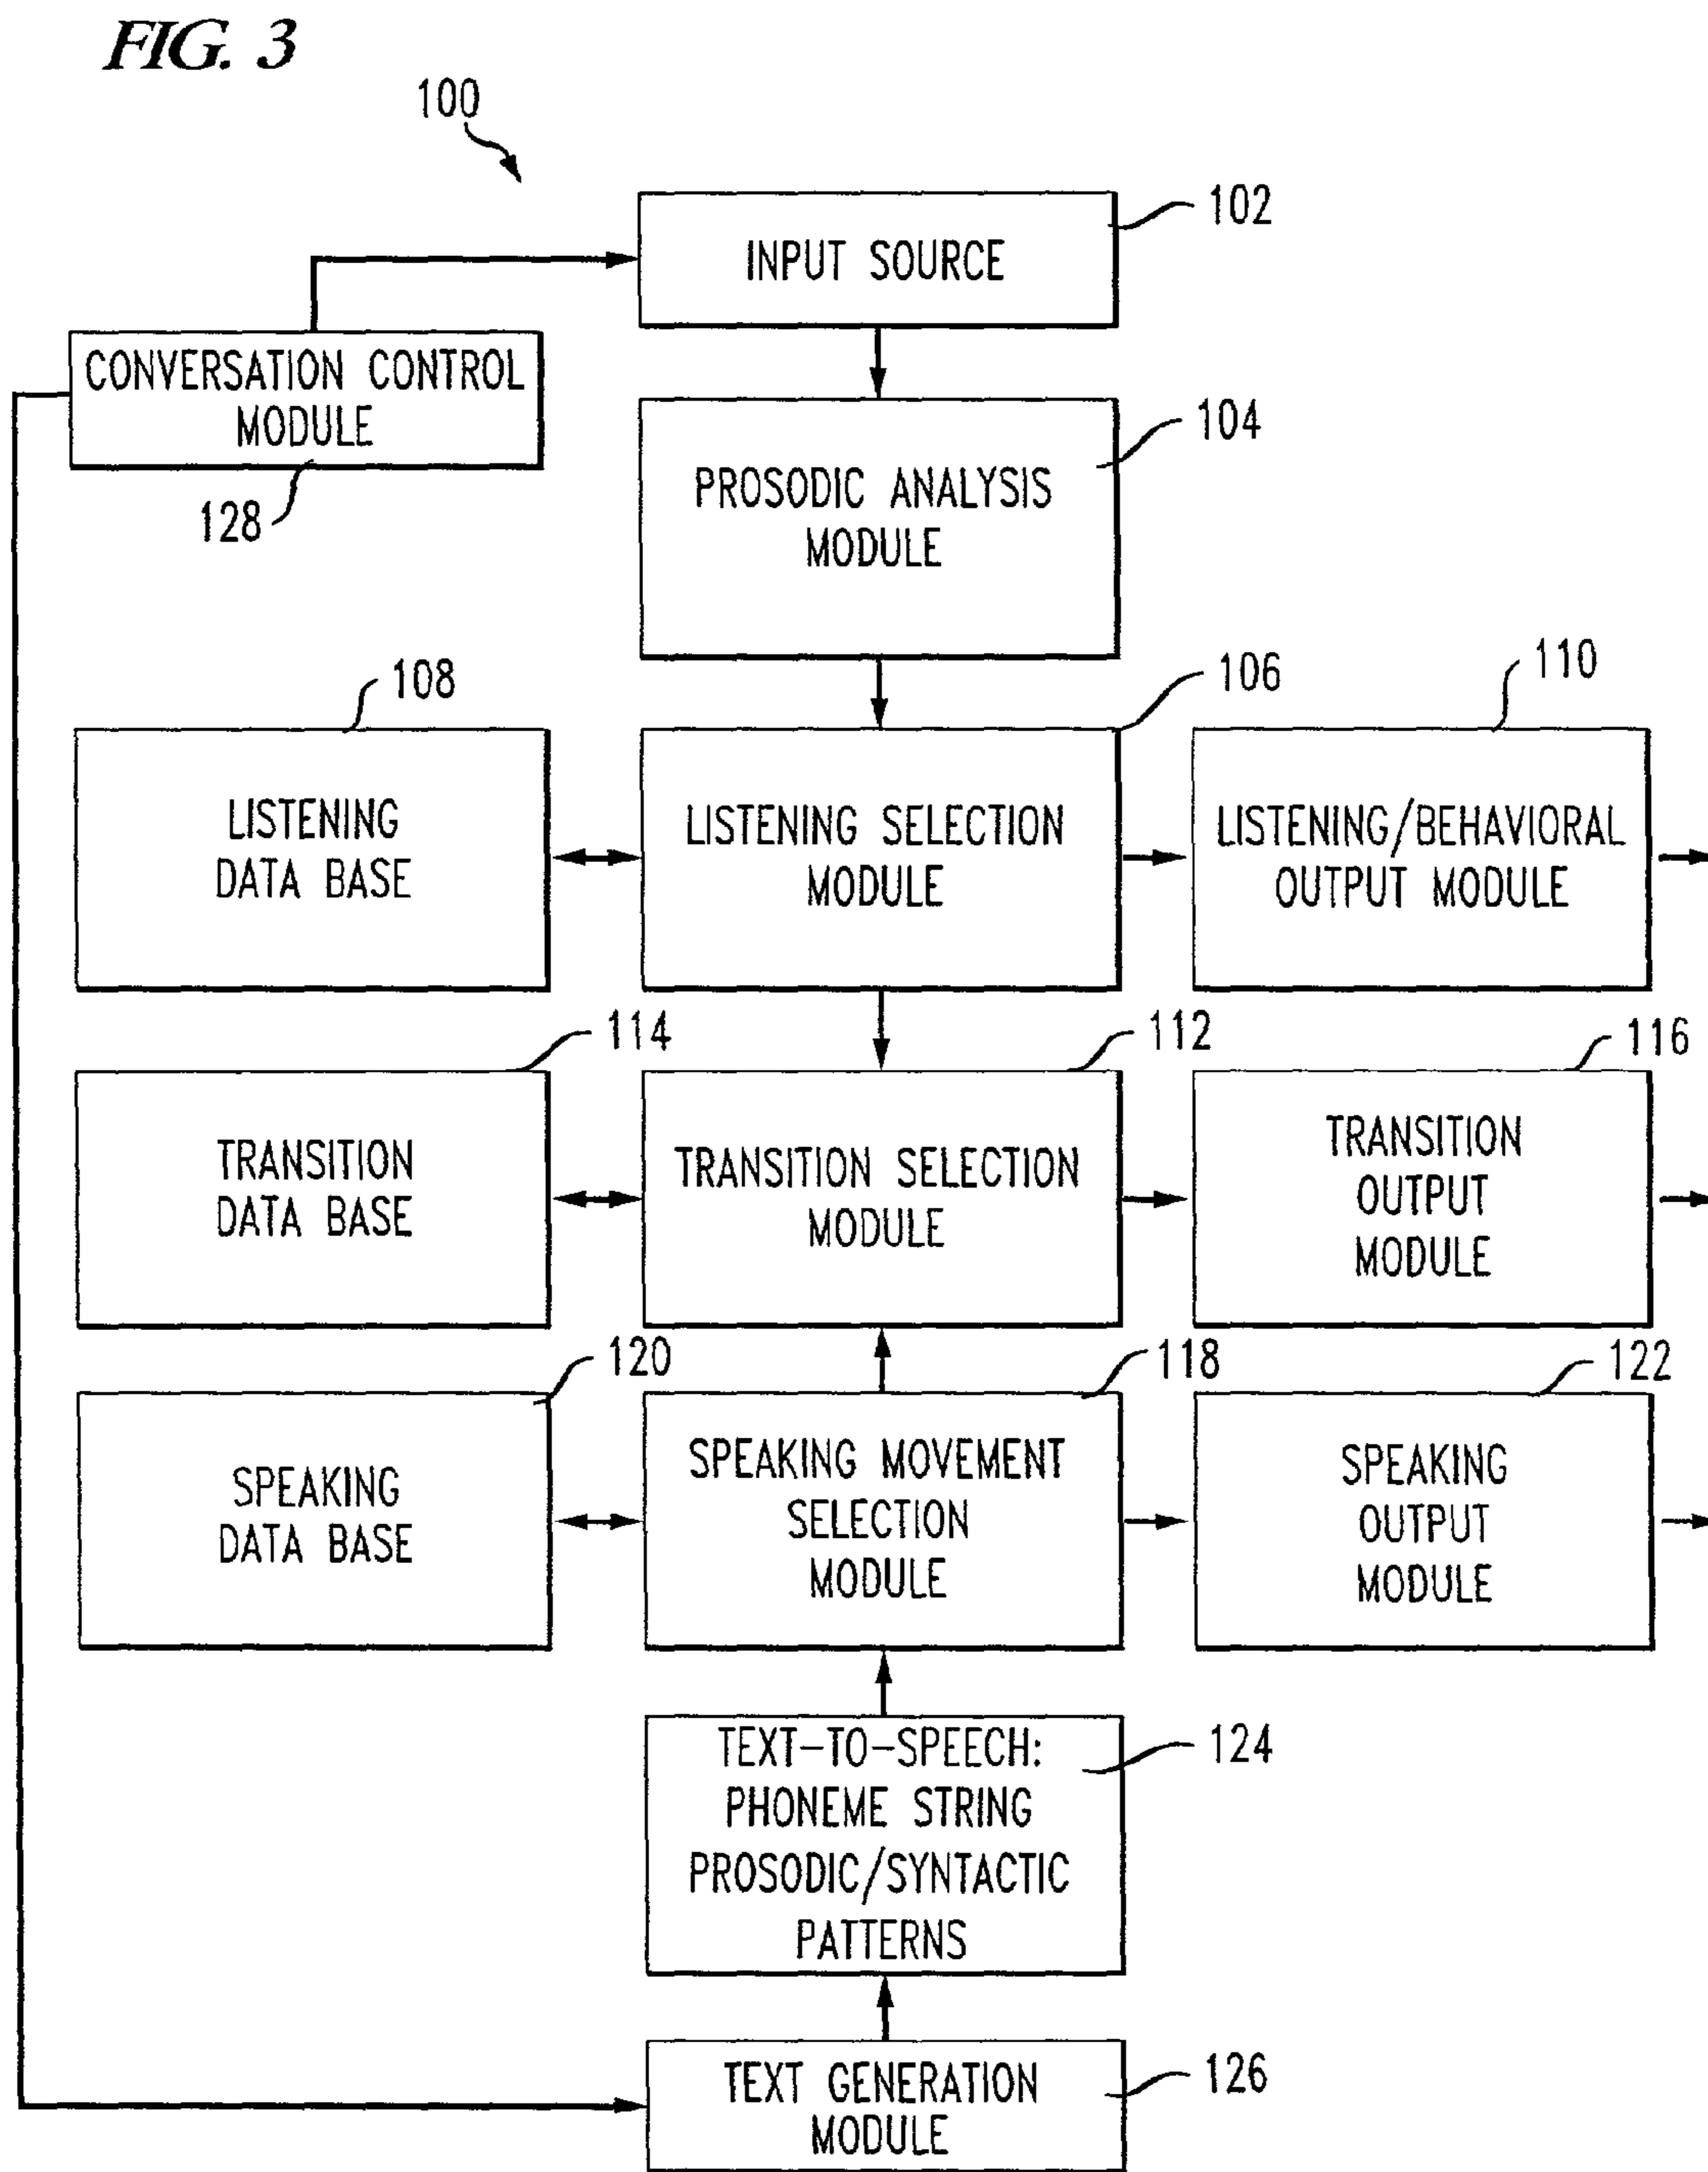 FIG. 3
100
102
INPUT SOURCE
CONVERSATION CONTROL
MODULE
128
104
PROSODIC ANALYSIS
MODULE
108
106
110
LISTENING
DATA BASE
LISTENING SELECTION
MODULE
LISTENING/BEHAVIORAL
OUTPUT MODULE
114
112
116
TRANSITION
DATA BASE
TRANSITION SELECTION
MODULE
TRANSITION
OUTPUT
MODULE
120
118
122
SPEAKING
DATA BASE
SPEAKING MOVEMENT
SELECTION
MODULE
SPEAKING
OUTPUT
MODULE
TEXT-TO-SPEECH:
PHONEME STRING
PROSODIC/SYNTACTIC
PATTERNS
124
TEXT GENERATION
MODULE
126